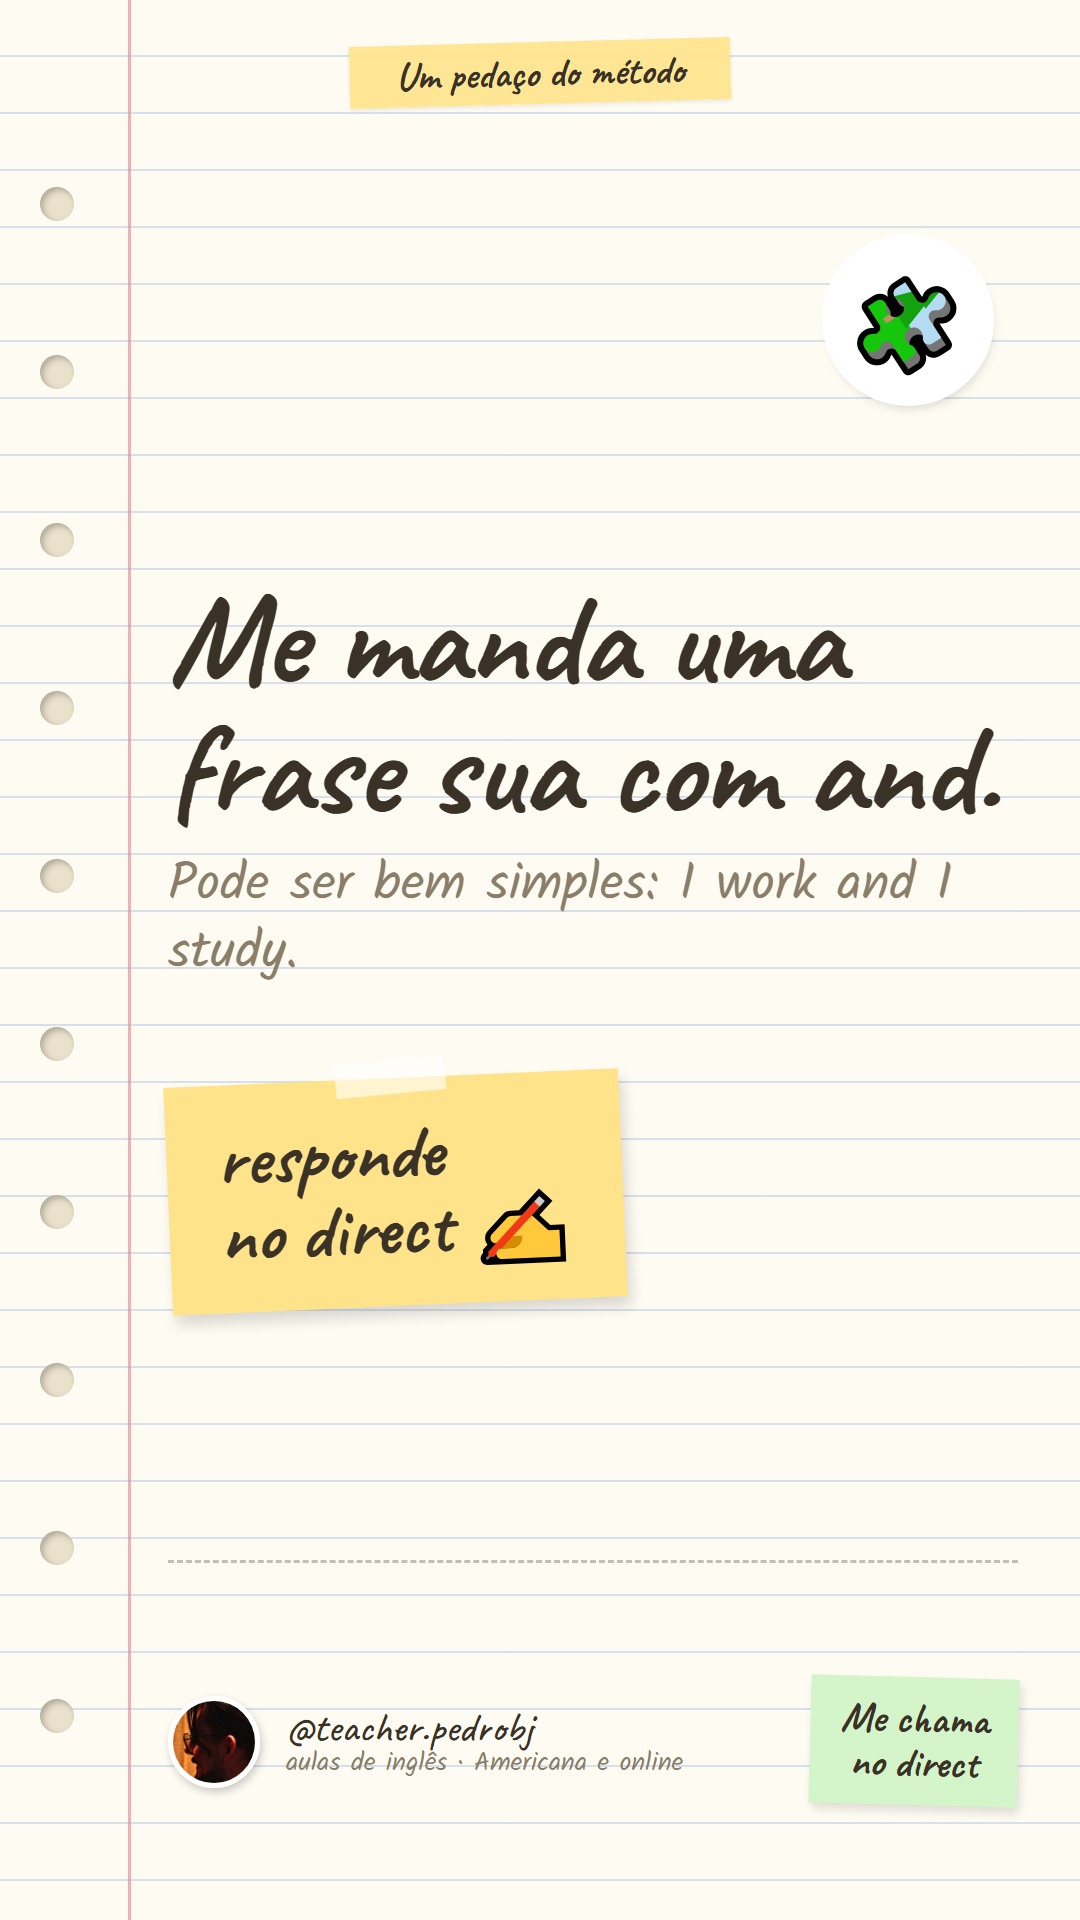 Um pedaço do método
Me manda uma
frase sua com and.
Pode ser bem simples: I work and I
study.
responde
no direct
@teacher.pedrobj
aulas de inglês · Americana e online
Me chama
no direct